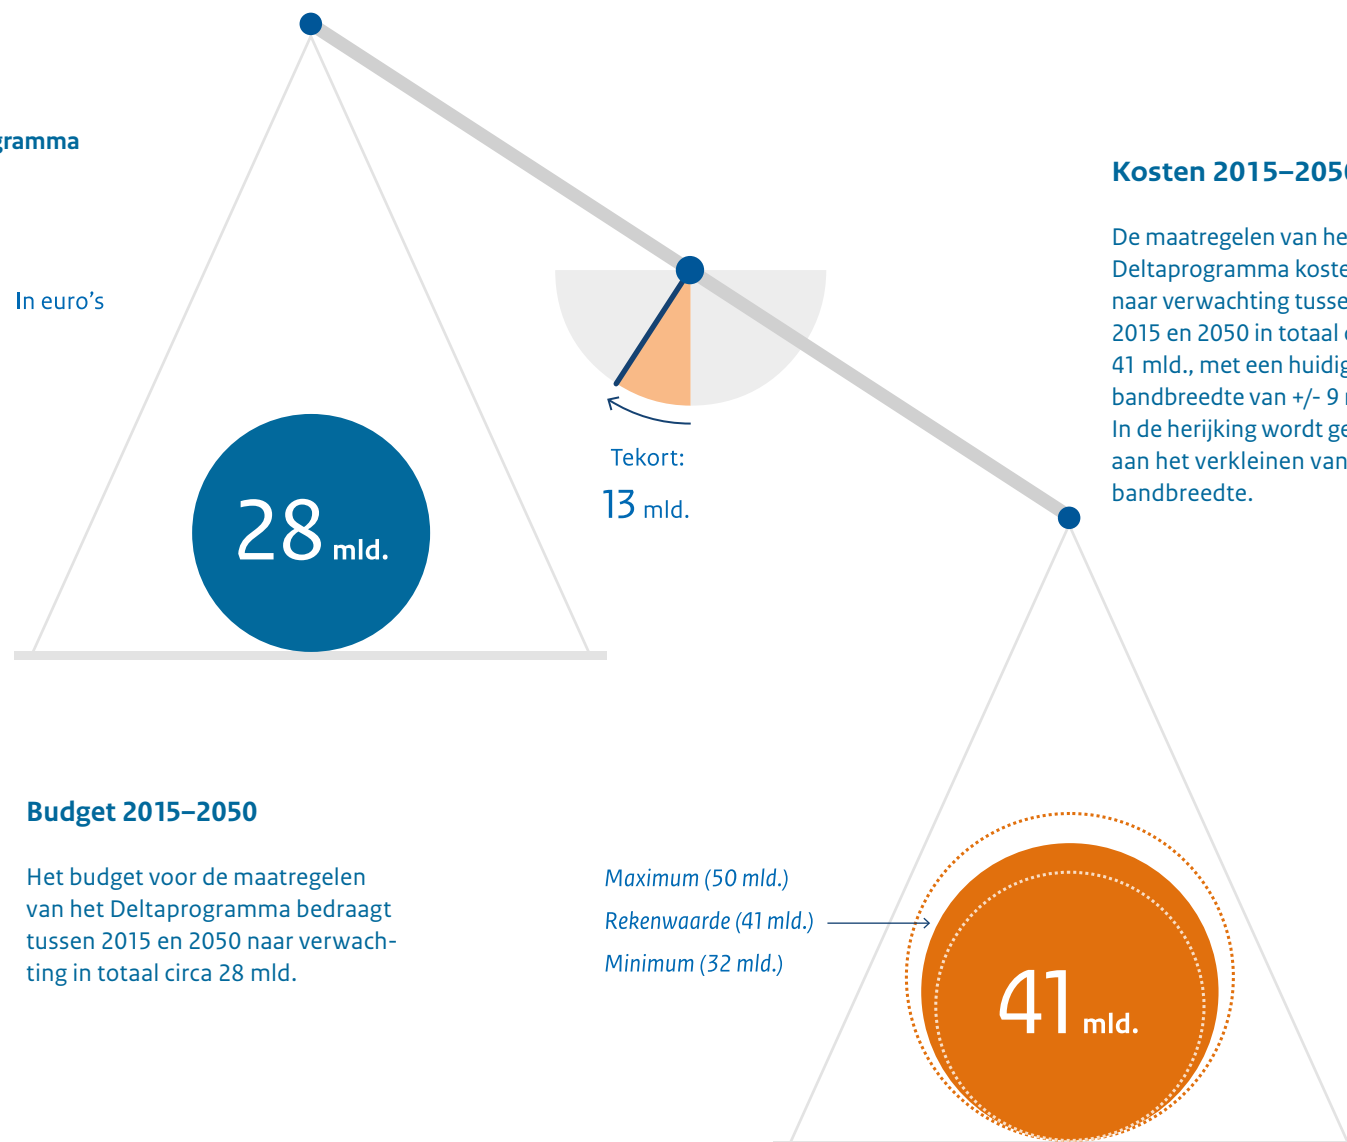 gramma
In euro's
28 mld.
Tekort:
13 mld.
Kosten 2015–2050
De maatregelen van he
Deltaprogramma koste
naar verwachting tusse
2015 en 2050 in totaal
41 mld., met een huidig
bandbreedte van +/- 9
In de herijking wordt ge
aan het verkleinen van
bandbreedte.
Budget 2015–2050
Het budget voor de maatregelen
van het Deltaprogramma bedraagt
tussen 2015 en 2050 naar verwach-
ting in totaal circa 28 mld.
Maximum (50 mld.)
Rekenwaarde (41 mld.)
Minimum (32 mld.)
41 mld.